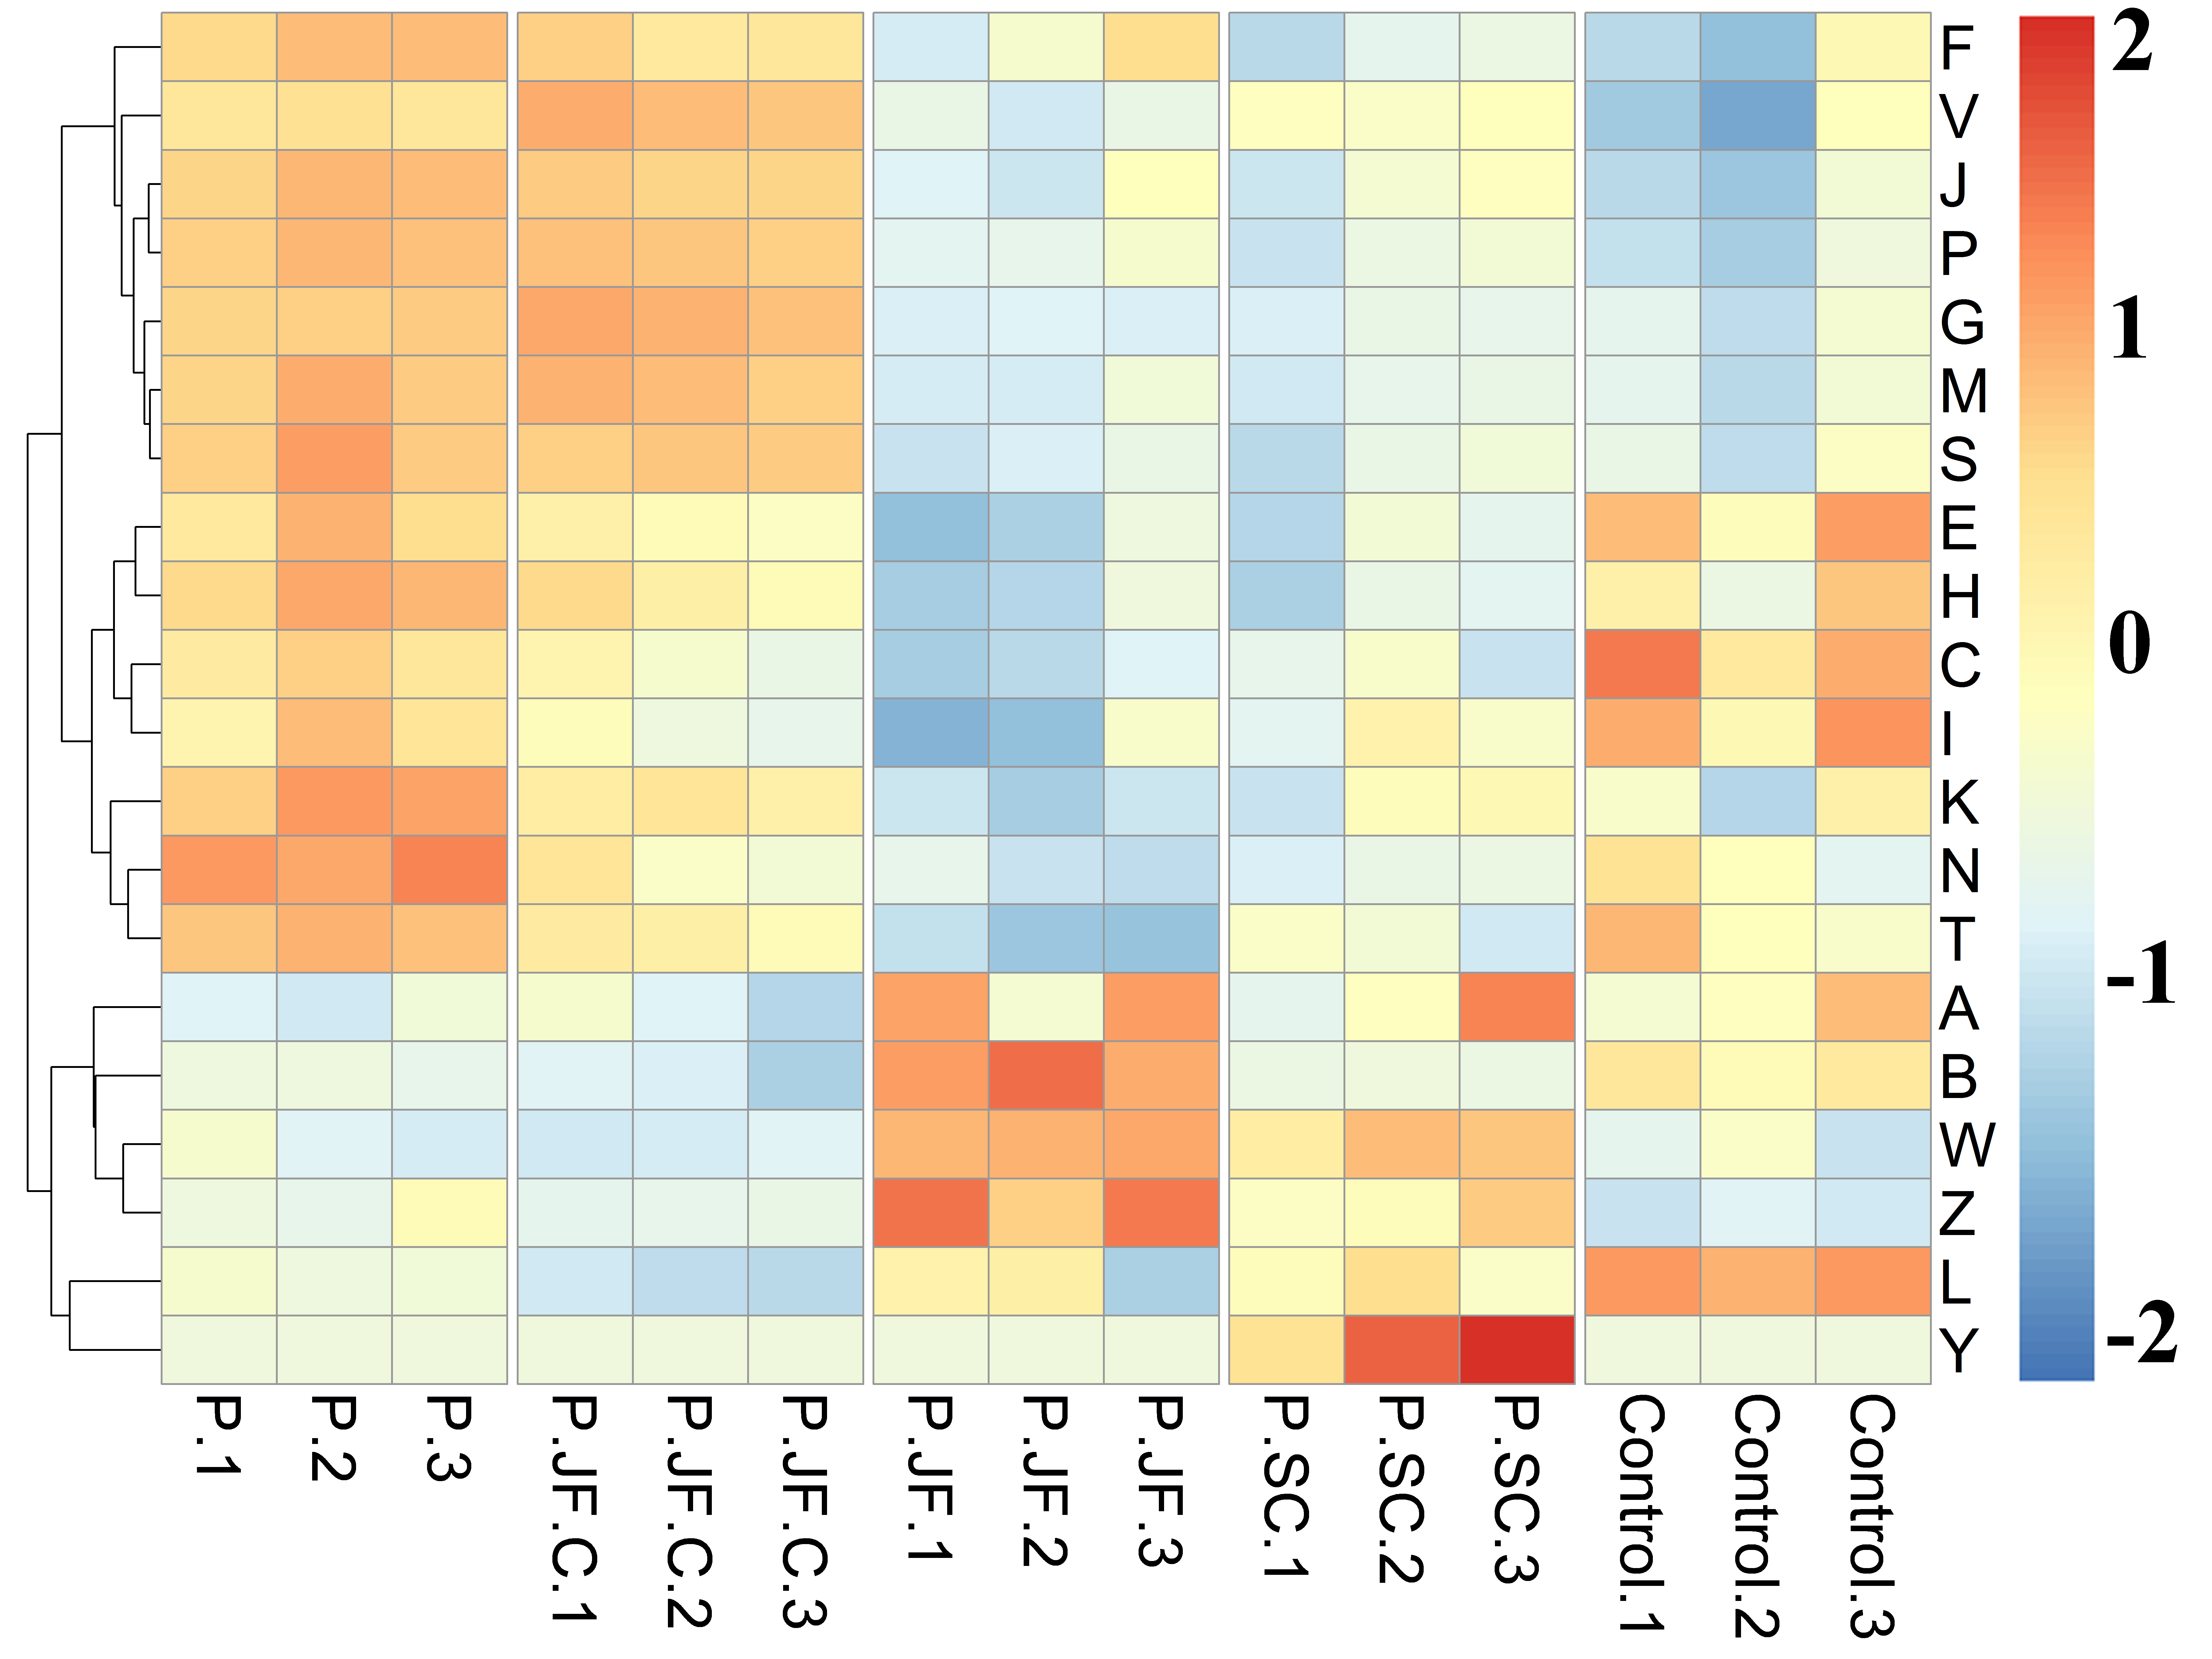 F
V
J
P
G
M
S
E
H
C
I
K
N
T
A
B
W
Z
L
Y
2
1
0
-1
-2
P.1
P.2
P.3
P.JF.C.1
P.JF.C.2
P.JF.C.3
P.JF.1
P.JF.2
P.JF.3
P.SC.1
P.SC.2
P.SC.3
Control.1
Control.2
Control.3